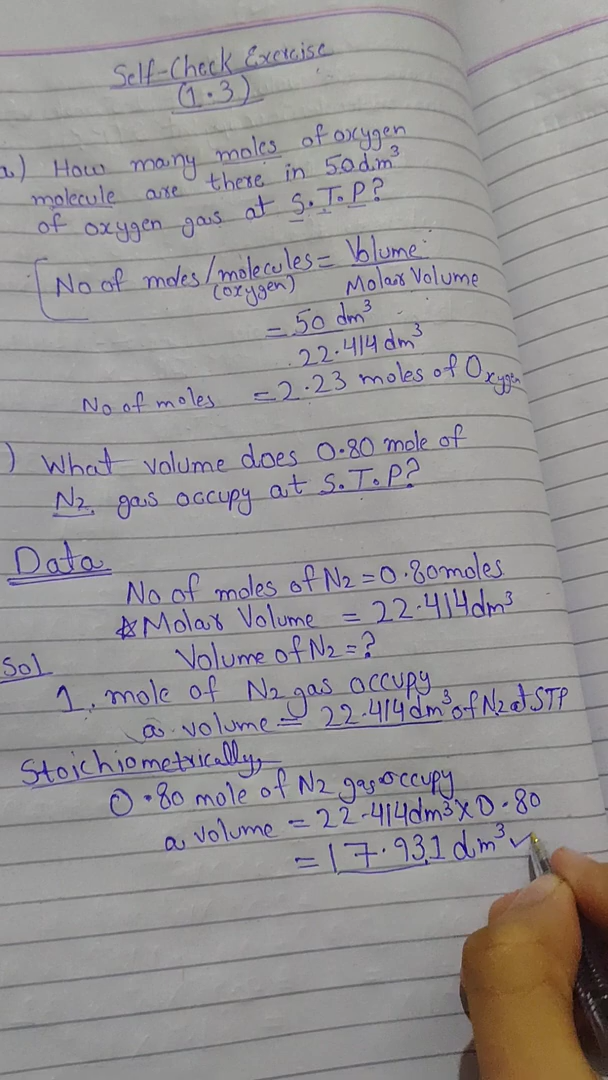 Self-Check Exercise
(1.3)
a) How many moles of oxygen
molecule are there in 50dm³
of oxygen gas at S.T.P?
No of moles/molecules = Volume
(oxygen) Molar Volume
= 50 dm³
22.414 dm³
No of moles = 2.23 moles of Oxygen
) What volume does 0.80 mole of
N2 gas occupy at S.T.P?
Data
No of moles of N2 = 0.80 moles
Molar Volume = 22.414 dm³
Volume of N2 = ?
Sol
1 mole of N2 gas occupy
a volume = 22.414 dm³ of N2 at STP
Stoichiometrically,
0.80 mole of N2 gas occupy
a volume = 22.414 dm³ x 0.80
= 17.931 dm³ ✓